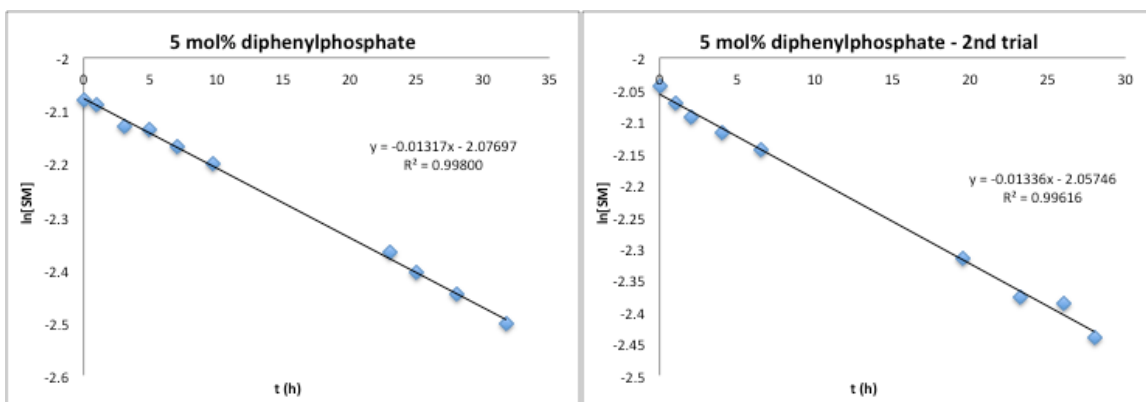 5 mol% diphenylphosphate
-2
0 5 10 15 20 25 30 35
-2.1
y = -0.01317x - 2.07697
R² = 0.99800
-2.2
ln[SM]
-2.3
-2.4
-2.5
-2.6
t (h)
5 mol% diphenylphosphate - 2nd trial
-2
0 5 10 15 20 25 30
-2.05
-2.1
-2.15
y = -0.01336x - 2.05746
R² = 0.99616
-2.2
ln[SM]
-2.25
-2.3
-2.35
-2.4
-2.45
-2.5
t (h)